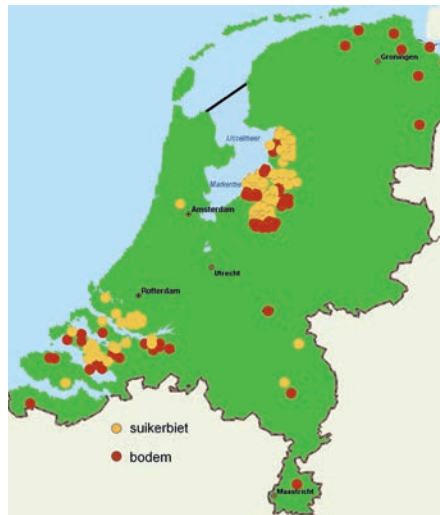 Groningen
IJsselmeer
Markermeer
Amsterdam
Utrecht
Rotterdam
suikerbiet
bodem
Maastricht